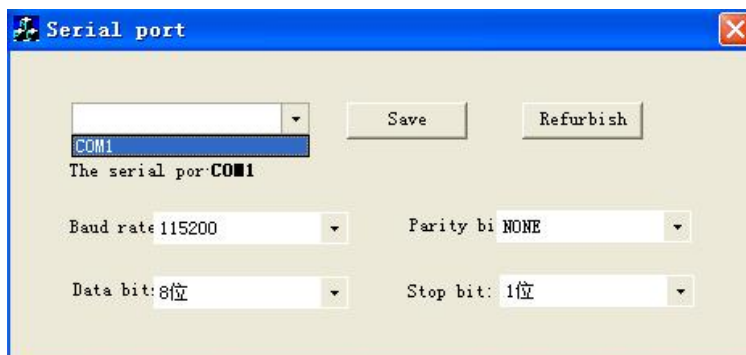 Serial port
Save Refurbish
COM1
The serial por COM1
Baud rate 115200 Parity bi NONE
Data bit: 8位 Stop bit: 1位